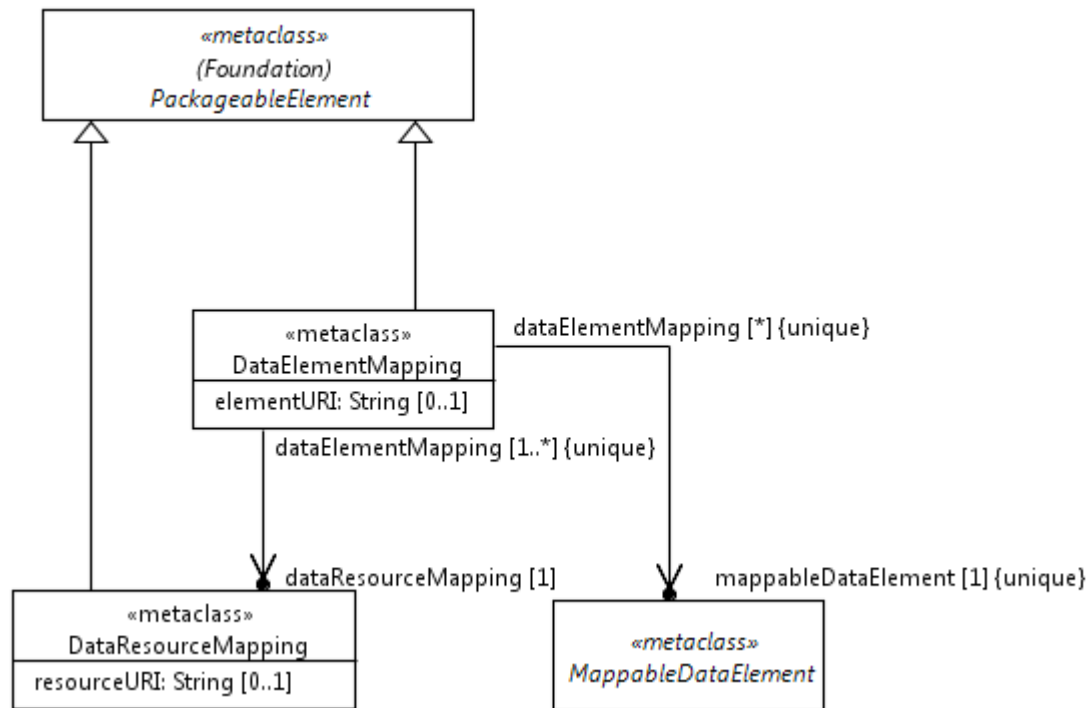 «metaclass»
(Foundation)
PackageableElement
«metaclass»
DataElementMapping
elementURI: String [0..1]
dataElementMapping [*] {unique}
dataElementMapping [1..*] {unique}
dataResourceMapping [1]
mappableDataElement [1] {unique}
«metaclass»
DataResourceMapping
resourceURI: String [0..1]
«metaclass»
MappableDataElement